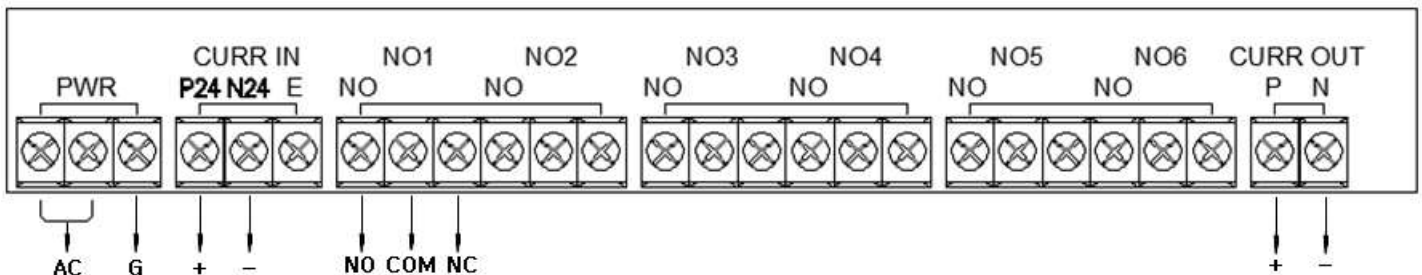 CURR IN NO1 NO2 NO3 NO4 NO5 NO6 CURR OUT
PWR P24 N24 E NO NO NO NO NO NO P N
AC G + - NO COM NC + -